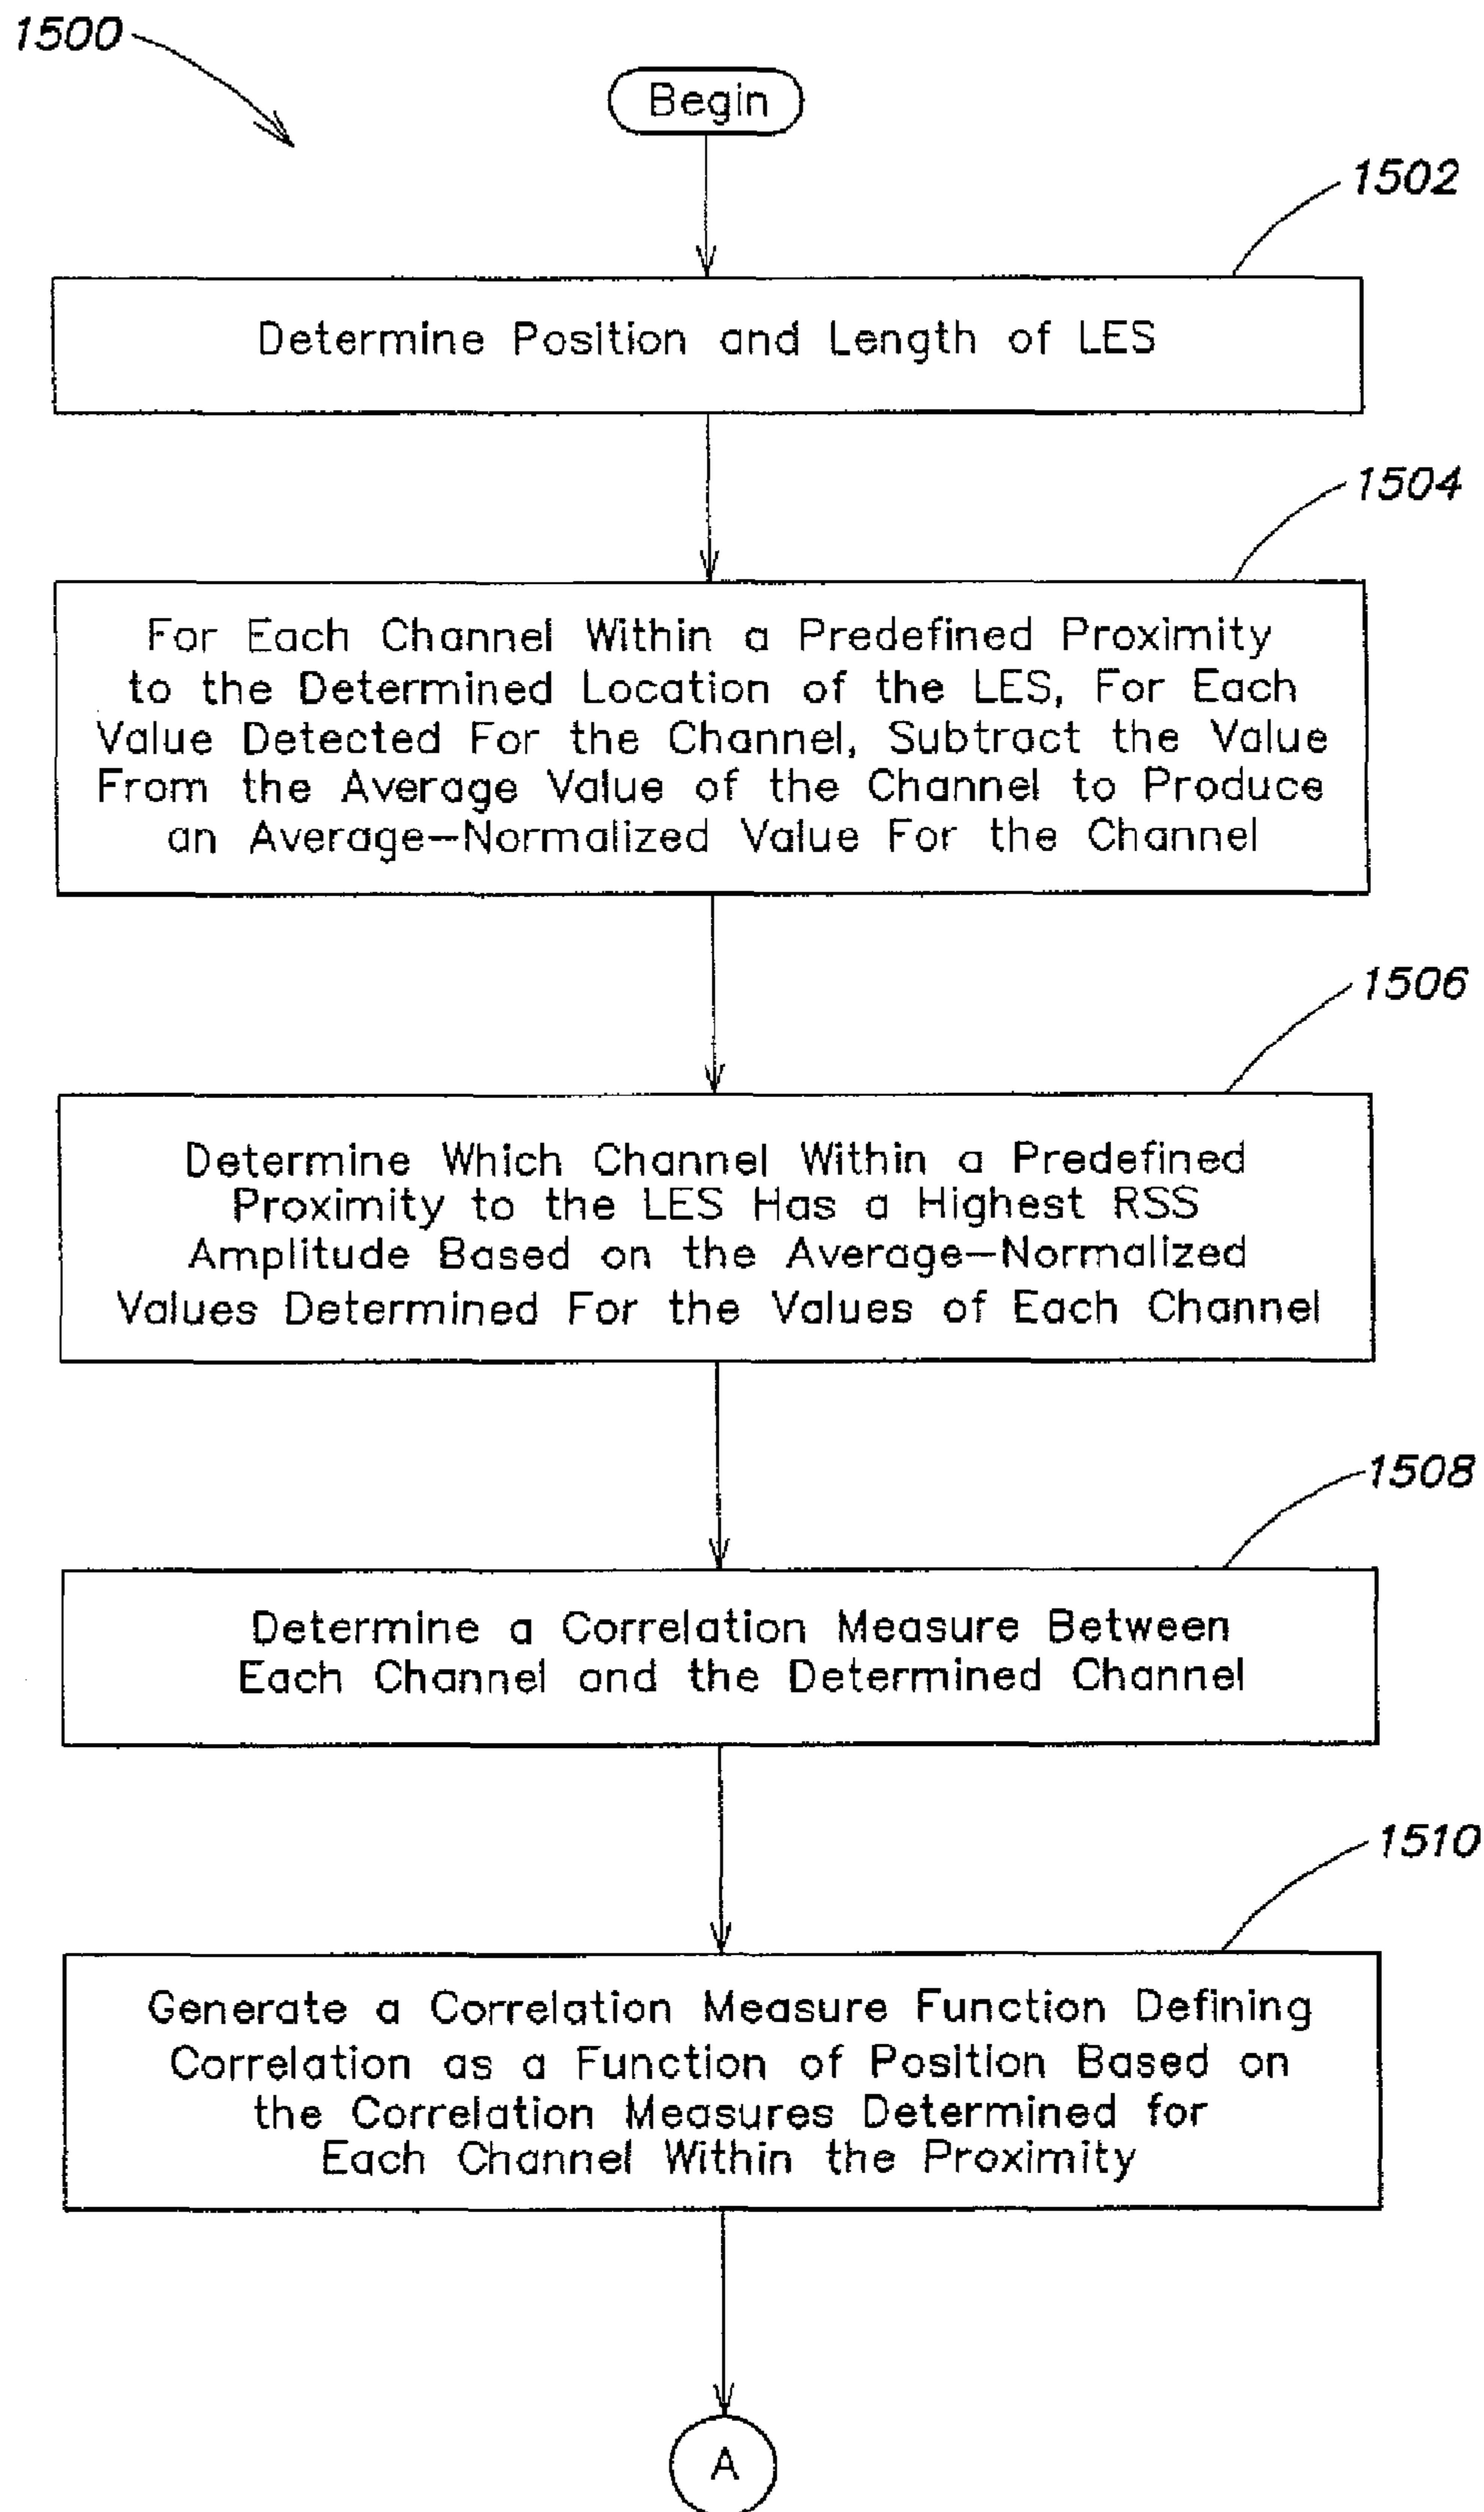 1500
Begin
1502
Determine Position and Length of LES
1504
For Each Channel Within a Predefined Proximity
to the Determined Location of the LES, For Each
Value Detected For the Channel, Subtract the Value
From the Average Value of the Channel to Produce
an Average-Normalized Value For the Channel
1506
Determine Which Channel Within a Predefined
Proximity to the LES Has a Highest RSS
Amplitude Based on the Average-Normalized
Values Determined For the Values of Each Channel
1508
Determine a Correlation Measure Between
Each Channel and the Determined Channel
1510
Generate a Correlation Measure Function Defining
Correlation as a Function of Position Based on
the Correlation Measures Determined for
Each Channel Within the Proximity
A